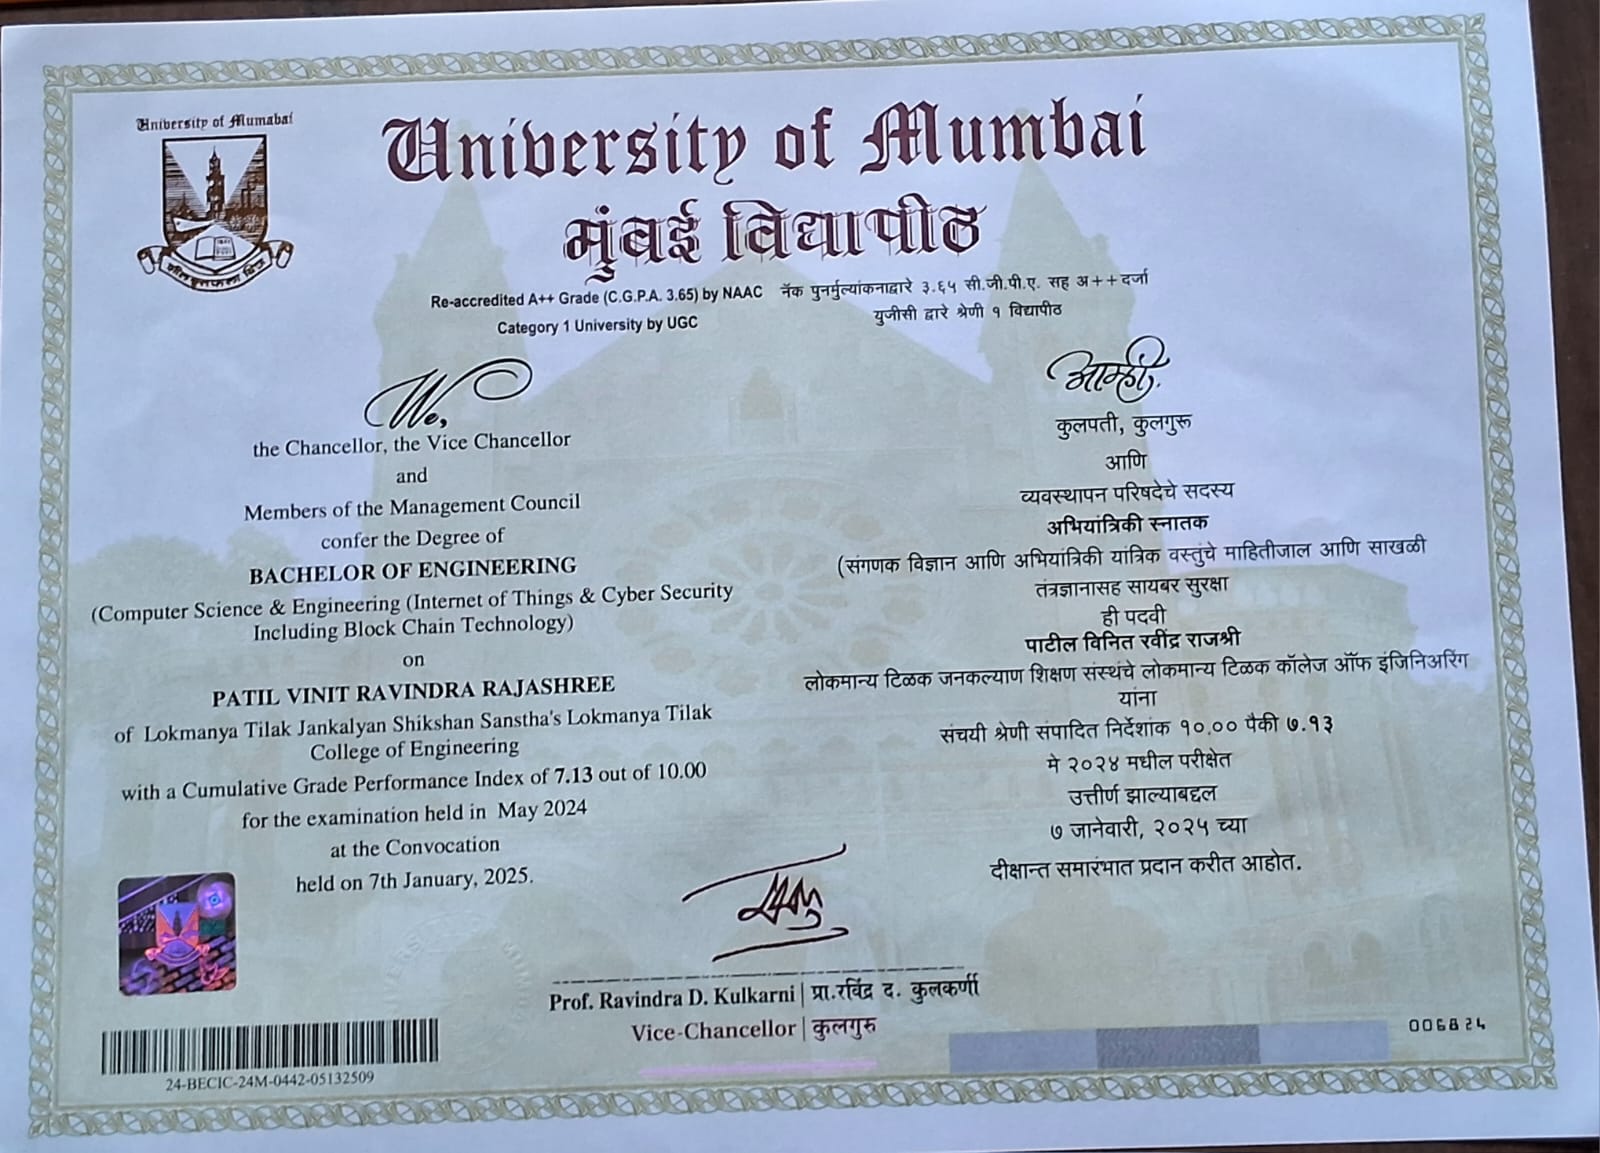 University of Mumabai
University of Mumbai
मुंबई विद्यापीठ
Re-accredited A++ Grade (C.G.P.A. 3.65) by NAAC
Category 1 University by UGC
नॅक पुनर्मुल्यांकनाद्वारे ३.६५ सी.जी.पी.ए. सह अ++दर्जा
युजीसी द्वारे श्रेणी १ विद्यापीठ
We,
the Chancellor, the Vice Chancellor
and
Members of the Management Council
confer the Degree of
BACHELOR OF ENGINEERING
(Computer Science & Engineering (Internet of Things & Cyber Security
Including Block Chain Technology)
on
PATIL VINIT RAVINDRA RAJASHREE
of Lokmanya Tilak Jankalyan Shikshan Sanstha's Lokmanya Tilak
College of Engineering
with a Cumulative Grade Performance Index of 7.13 out of 10.00
for the examination held in May 2024
at the Convocation
held on 7th January, 2025.
आम्ही,
कुलपती, कुलगुरू
आणि
व्यवस्थापन परिषदेचे सदस्य
अभियांत्रिकी स्नातक
(संगणक विज्ञान आणि अभियांत्रिकी यांत्रिक वस्तुंचे माहितीजाल आणि साखळी
तंत्रज्ञानासह सायबर सुरक्षा
ही पदवी
पाटील विनित रवींद्र राजश्री
लोकमान्य टिळक जनकल्याण शिक्षण संस्थंचे लोकमान्य टिळक कॉलेज ऑफ इंजिनिअरिंग
यांना
संचयी श्रेणी संपादित निर्देशांक १०.०० पैकी ७.१३
मे २०२४ मधील परीक्षेत
उत्तीर्ण झाल्याबद्दल
७ जानेवारी, २०२५ च्या
दीक्षान्त समारंभात प्रदान करीत आहोत.
Prof. Ravindra D. Kulkarni | प्रा.रविंद्र द. कुलकर्णी
Vice-Chancellor | कुलगुरु
24-BECIC-24M-0442-05132509
006824